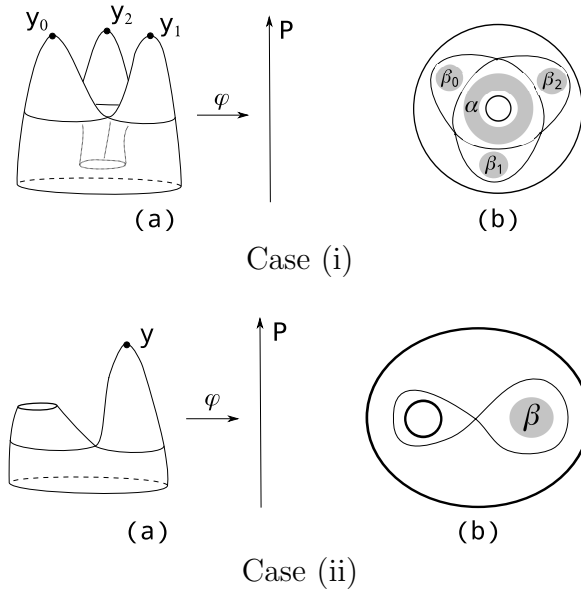 y₀ y₂ y₁ P
φ
β₀ β₂
α
β₁
(a) (b)
Case (i)
y P
φ
β
(a) (b)
Case (ii)